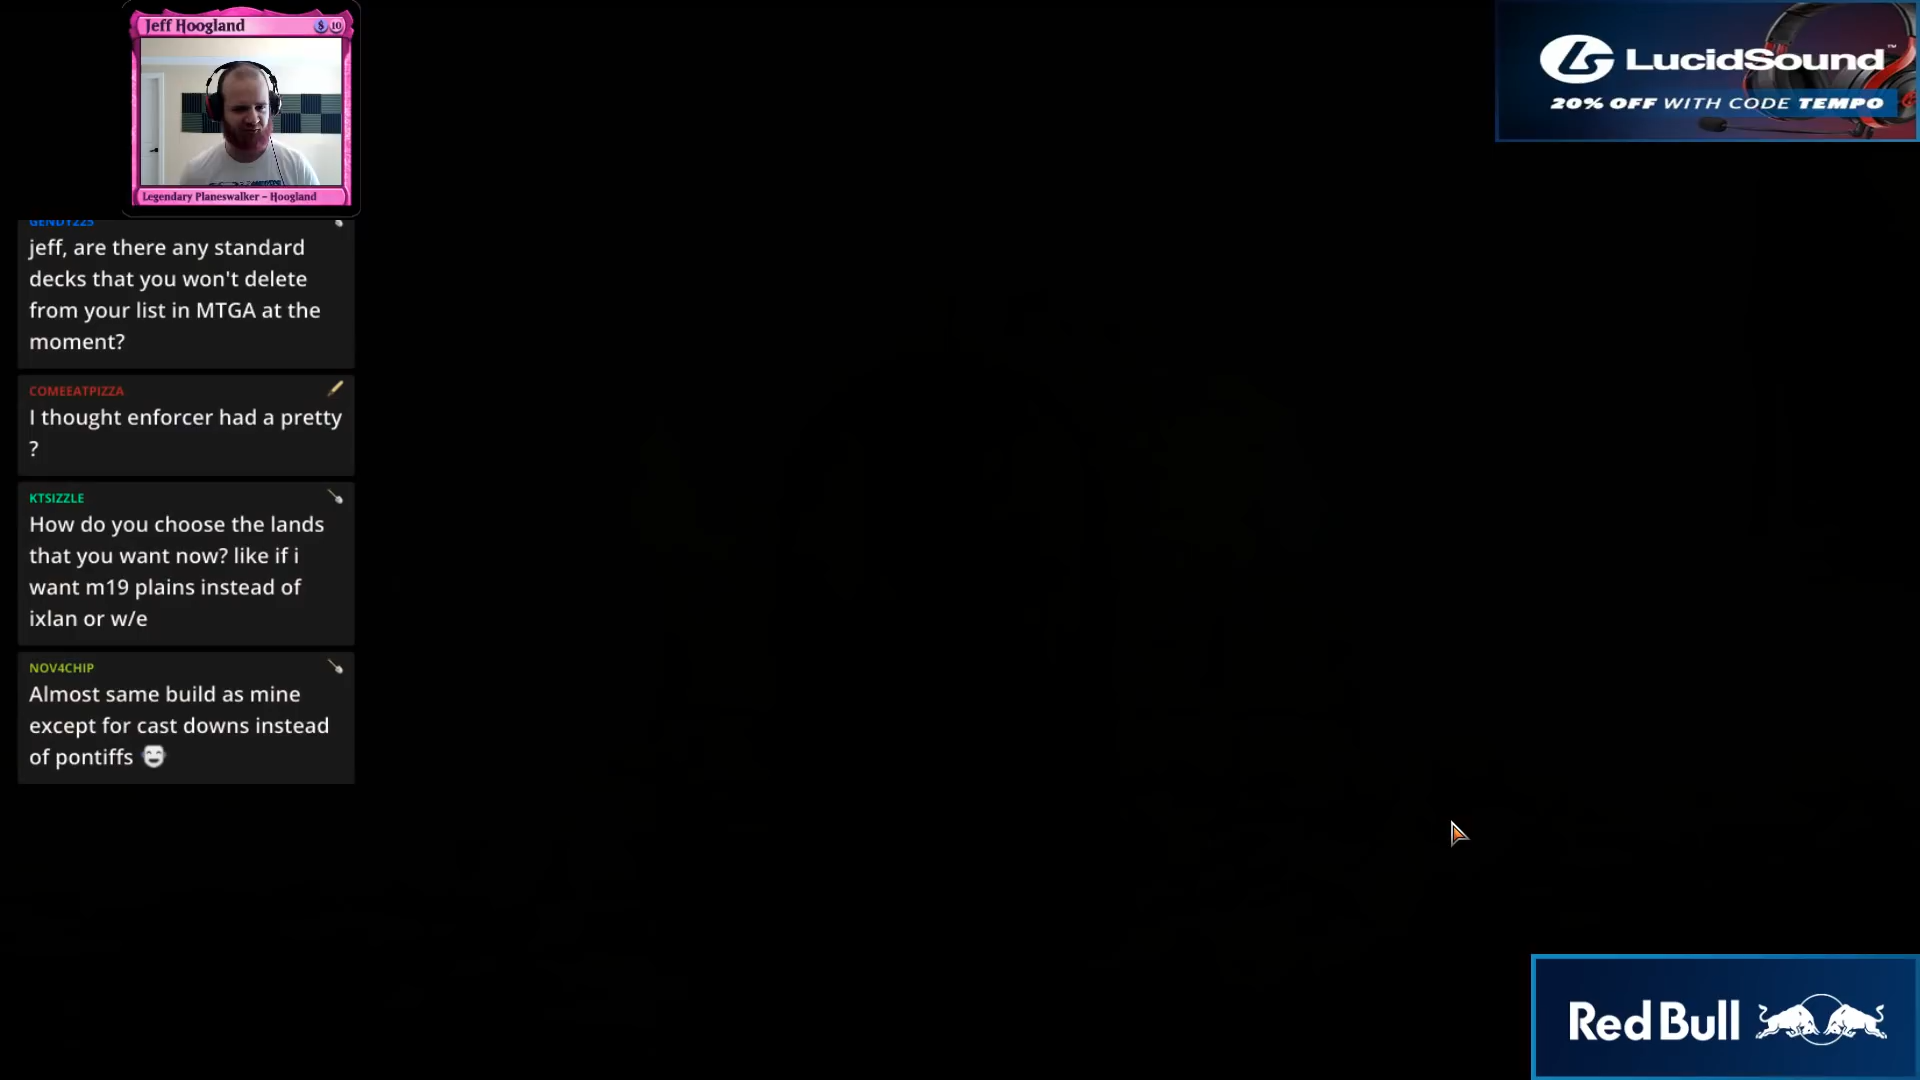 Jeff Hoogland
10
Legendary Planeswalker – Hoogland
LucidSound™
20% OFF WITH CODE TEMPO
GENDY225
jeff, are there any standard
decks that you won't delete
from your list in MTGA at the
moment?
COMEEATPIZZA
I thought enforcer had a pretty
?
KTSIZZLE
How do you choose the lands
that you want now? like if i
want m19 plains instead of
ixlan or w/e
NOV4CHIP
Almost same build as mine
except for cast downs instead
of pontiffs
Red Bull